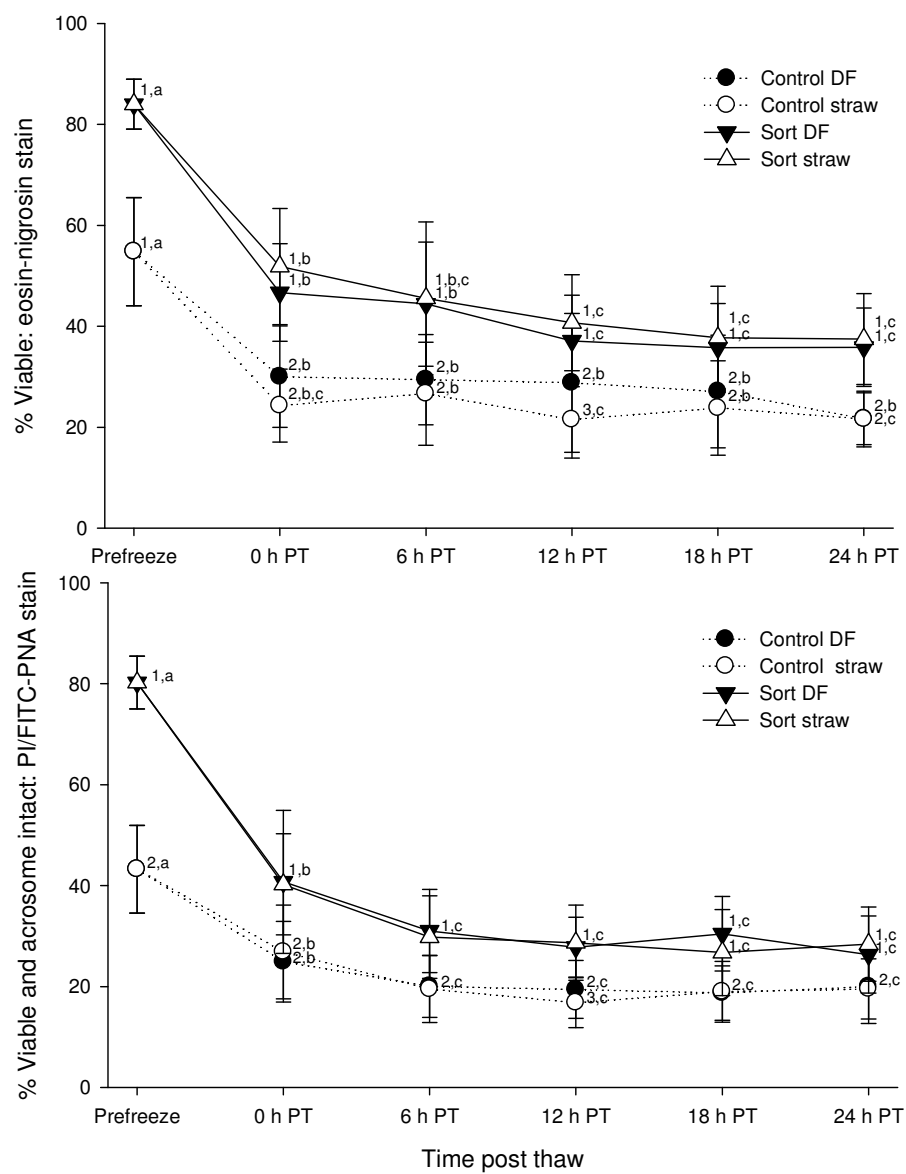 % Viable: eosin-nigrosin stain
100
80
60
40
20
0
Control DF
Control straw
Sort DF
Sort straw
1,a
1,a
1,b
1,b
2,b
2,b,c
1,b,c
1,b
2,b
2,b
1,c
1,c
2,b
3,c
1,c
1,c
2,b
2,b
1,c
1,c
2,b
2,c
Prefreeze 0 h PT 6 h PT 12 h PT 18 h PT 24 h PT
% Viable and acrosome intact: PI/FITC-PNA stain
100
80
60
40
20
0
Control DF
Control straw
Sort DF
Sort straw
1,a
2,a
1,b
2,b
2,b
1,c
2,c
1,c
2,c
3,c
1,c
1,c
2,c
1,c
1,c
2,c
Prefreeze 0 h PT 6 h PT 12 h PT 18 h PT 24 h PT
Time post thaw